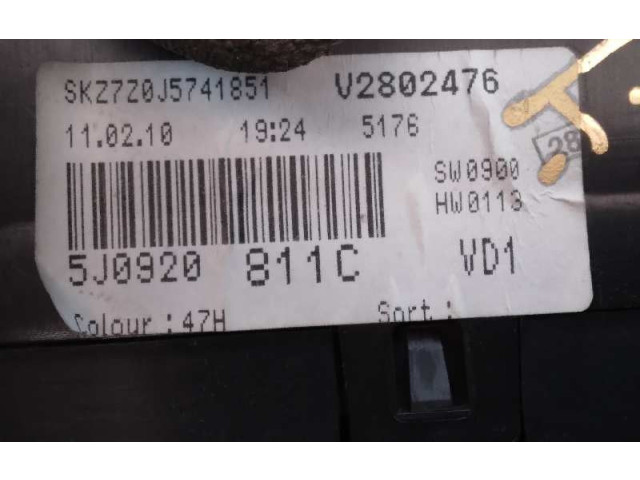 SKZ7Z0J5741851 V2802476
11.02.10 19:24 5176
28
SW0900
HW0113
5J0920 811C VD1
Colour : 47H Sort :